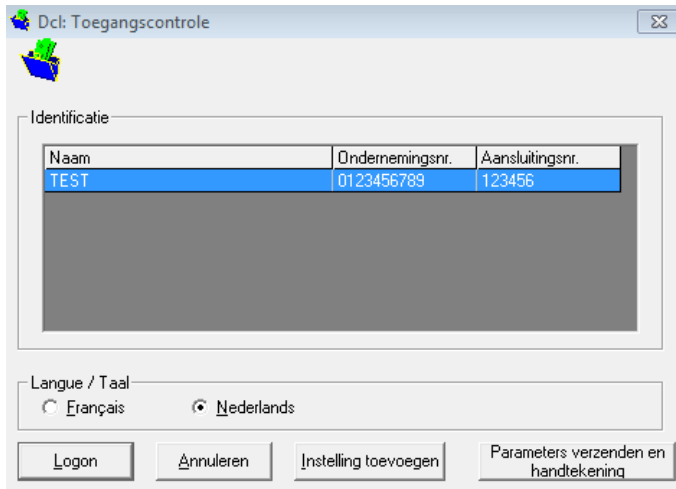 Dcl: Toegangscontrole
Identificatie
Naam Ondernemingsnr. Aansluitingsnr.
TEST 0123456789 123456
Langue / Taal
Français Nederlands
Logon Annuleren Instelling toevoegen Parameters verzenden en handtekening